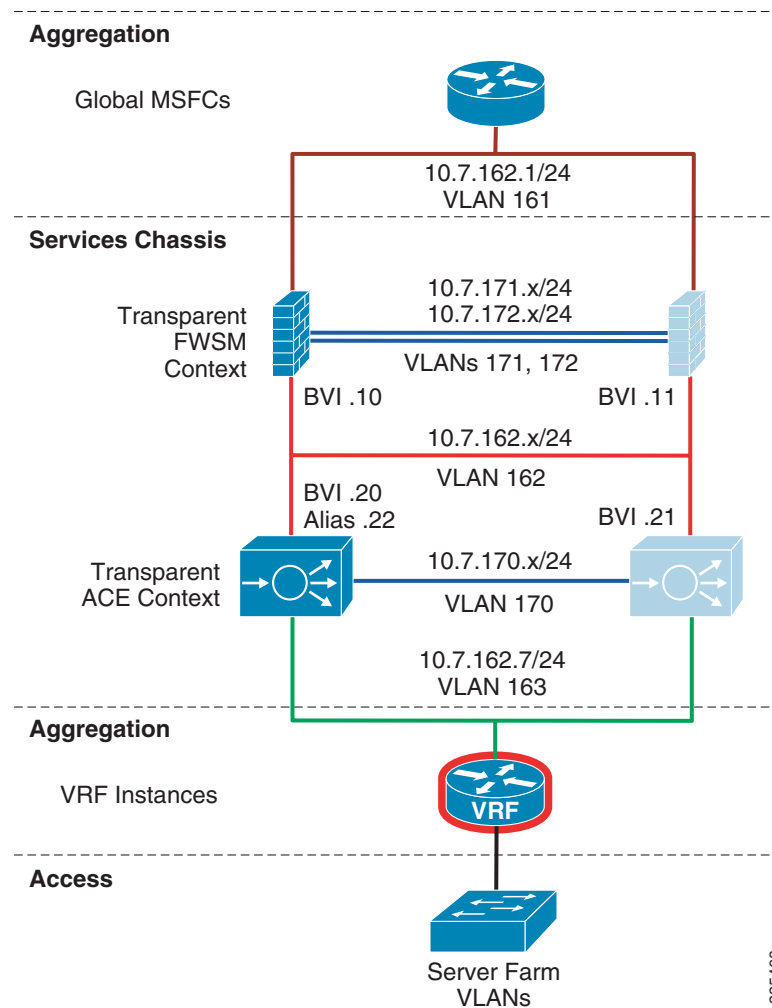 Aggregation
Global MSFCs
10.7.162.1/24
VLAN 161
Services Chassis
Transparent
FWSM
Context
10.7.171.x/24
10.7.172.x/24
VLANs 171, 172
BVI .10
BVI .11
10.7.162.x/24
VLAN 162
BVI .20
Alias .22
BVI .21
Transparent
ACE Context
10.7.170.x/24
VLAN 170
10.7.162.7/24
VLAN 163
Aggregation
VRF Instances
VRF
Access
Server Farm
VLANs